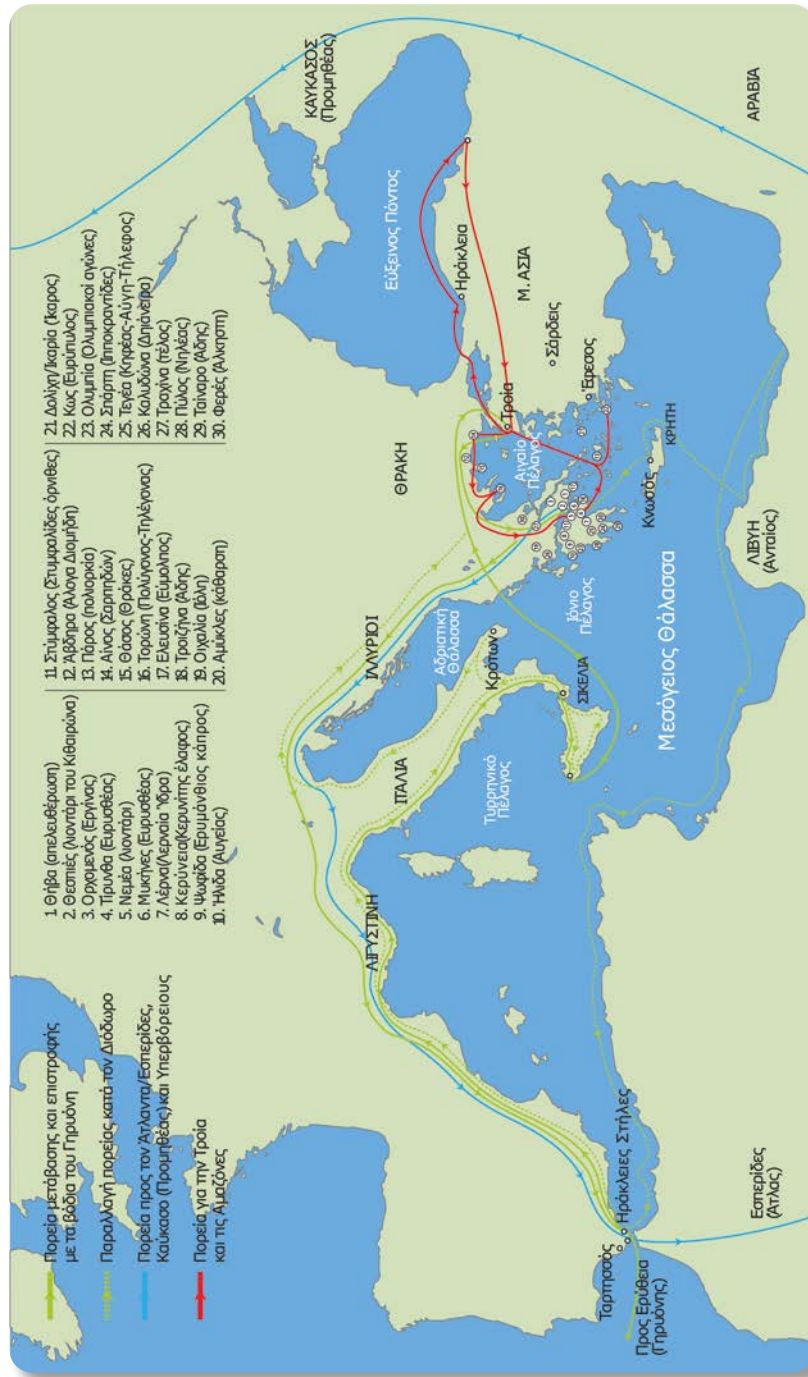 Πορεία μετάβασης και επιστροφής
με τα βόδια του Γηρυόνη
Παραλλαγή πορείας κατά τον Διόδωρο
Πορεία προς τον Άτλαντα/Εσπερίδες,
Καύκασο (Προμηθέας) και Υπερβόρειους
Πορεία για την Τροία
και τις Αμαζόνες
1. Θήβα (απελευθέρωση)
2. Θεσπιές (λιοντάρι του Κιθαιρώνα)
3. Ορχομενός (Εργίνας)
4. Τίρυνθα (Ευρυσθέας)
5. Νεμέα (λιοντάρι)
6. Μυκήνες (Ευρυσθέας)
7. Λέρνα(Λερναία Ύδρα)
8. Κερύνεια(Κερυνίτης έλαφος)
9. Ψωφίδα (Ερυμάνθιος κάπρος)
10. Ήλιδα (Αυγείας)
11. Στύμφαλος (Στυμφαλίδες όρνιθες)
12. Άβδηρα (Άλογα Διομήδη)
13. Πάρος (πολιορκία)
14. Αίνος (Σαρπηδών)
15. Θάσος (Θράκες)
16. Τορώνη (Πολύγονος-Τηλέγονος)
17. Ελευσίνα (Εύμολπος)
18. Τροιζήνα (Άδης)
19. Οιχαλία (Ιόλη)
20. Αμύκλες (κάθαρση)
21. Δολίχη/Ικαρία (Ίκαρος)
22. Κως (Ευρύπυλος)
23. Ολυμπία (Ολυμπιακοί αγώνες)
24. Σπάρτη (Ιπποκραντίδες)
25. Τεγέα (Κηφέας-Αύγη-Τήλεφος)
26. Καλυδώνα (Δηιάνειρα)
27. Τραχίνα (τέλος)
28. Πύλος (Νηλέας)
29. Ταίναρο (Άδης)
30. Φερές (Άλκηστη)
ΚΑΥΚΑΣΟΣ
(Προμηθέας)
Εύξεινος Πόντος
Ηράκλεια
Μ. ΑΣΙΑ
ΑΡΑΒΙΑ
Σάρδεις
ΘΡΑΚΗ
Τροία
Έφεσος
Αιγαίο
Πέλαγος
ΚΡΗΤΗ
Κνωσός
ΙΛΛΥΡΙΟΙ
Αδριατική
Θάλασσα
Ιόνιο
Πέλαγος
ΛΙΒΥΗ
(Ανταίος)
Κρότων
ΣΙΚΕΛΙΑ
Μεσόγειος Θάλασσα
ΙΤΑΛΙΑ
Τυρρηνικό
Πέλαγος
ΛΙΓΥΣΤΙΝΗ
Ηράκλειες Στήλες
Ταρτησσός
Προς Ερύθεια
(Γηρυόνης)
Εσπερίδες
(Άτλας)